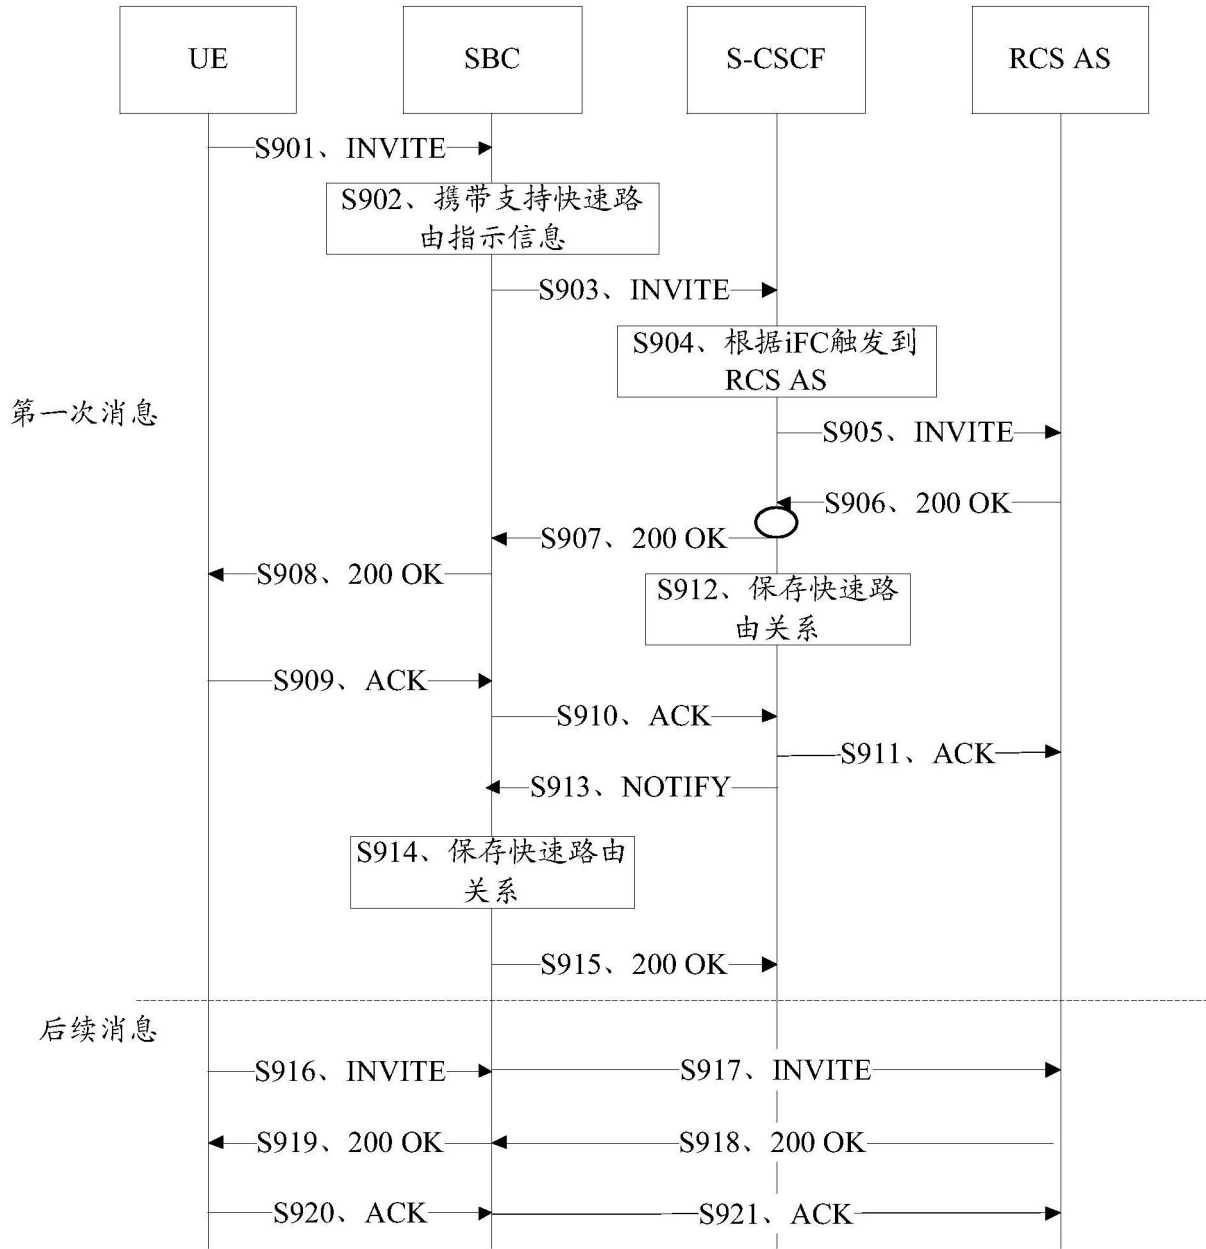 UE
SBC
S-CSCF
RCS AS
S901、INVITE
S902、携带支持快速路
由指示信息
S903、INVITE
S904、根据iFC触发到
RCS AS
第一次消息
S905、INVITE
S906、200 OK
S907、200 OK
S908、200 OK
S912、保存快速路
由关系
S909、ACK
S910、ACK
S911、ACK
S913、NOTIFY
S914、保存快速路由
关系
S915、200 OK
后续消息
S916、INVITE
S917、INVITE
S919、200 OK
S918、200 OK
S920、ACK
S921、ACK